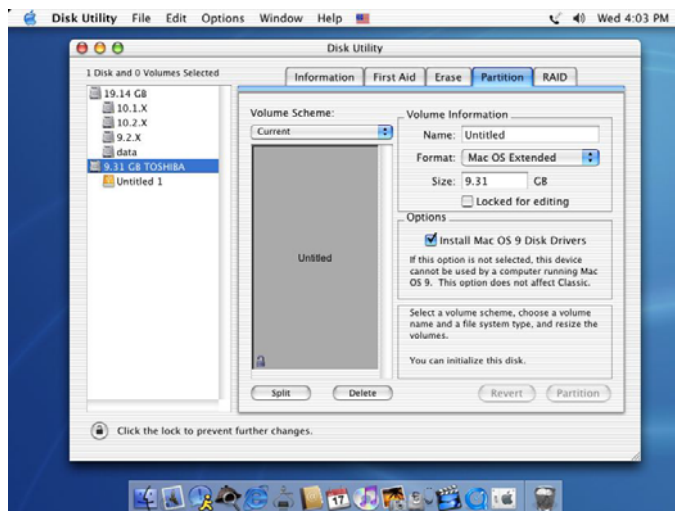 Disk Utility File Edit Options Window Help Wed 4:03 PM
Disk Utility
1 Disk and 0 Volumes Selected
Information First Aid Erase Partition RAID
19.14 GB
10.1.X
10.2.X
9.2.X
data
9.31 GB TOSHIBA
Untitled 1
Volume Scheme:
Current
Untitled
Split Delete
Volume Information
Name: Untitled
Format: Mac OS Extended
Size: 9.31 GB
Locked for editing
Options
Install Mac OS 9 Disk Drivers
If this option is not selected, this device
cannot be used by a computer running Mac
OS 9. This option does not affect Classic.
Select a volume scheme, choose a volume
name and a file system type, and resize the
volumes.
You can initialize this disk.
Revert Partition
Click the lock to prevent further changes.
17